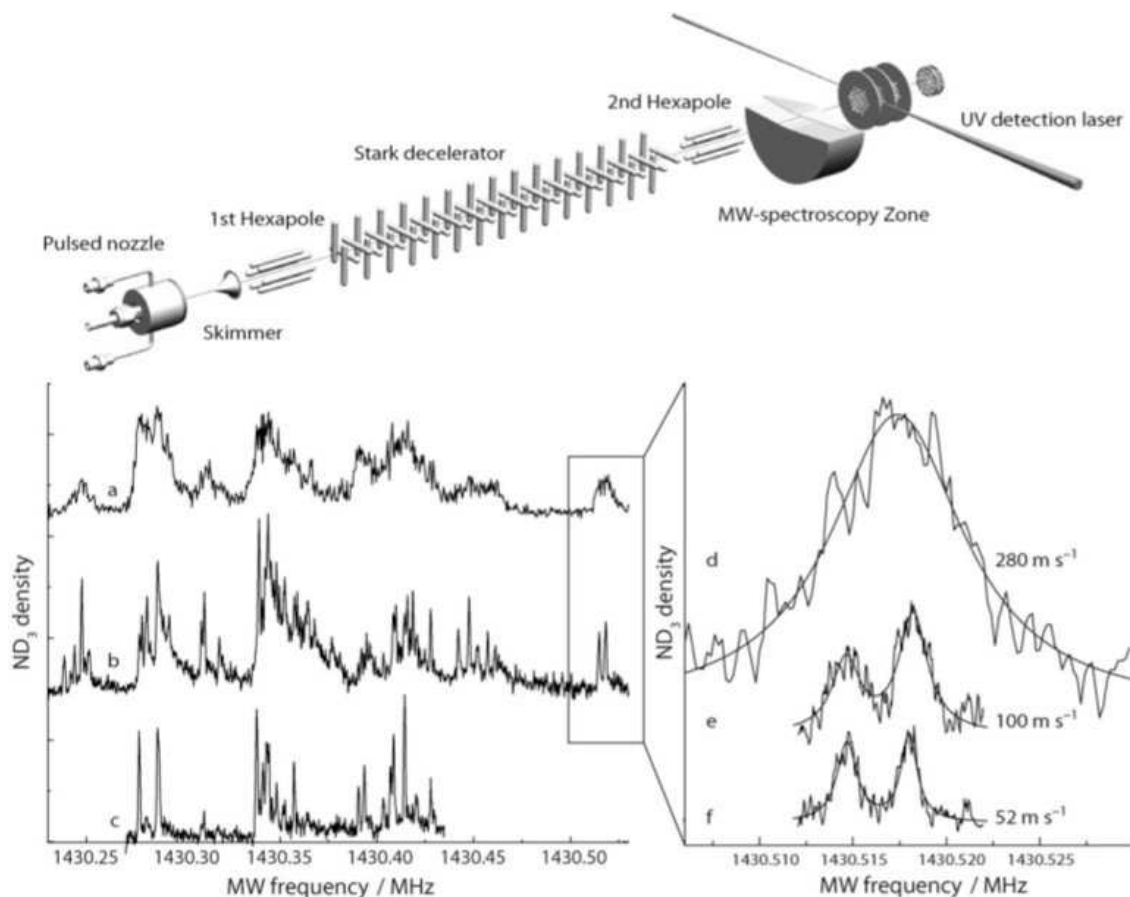 UV detection laser
2nd Hexapole
Stark decelerator
MW-spectroscopy Zone
1st Hexapole
Pulsed nozzle
Skimmer
a
b
c
ND₃ density
1430.25 1430.30 1430.35 1430.40 1430.45 1430.50
MW frequency / MHz
d 280 m s⁻¹
e 100 m s⁻¹
f 52 m s⁻¹
ND₃ density
1430.510 1430.515 1430.520 1430.525
MW frequency / MHz